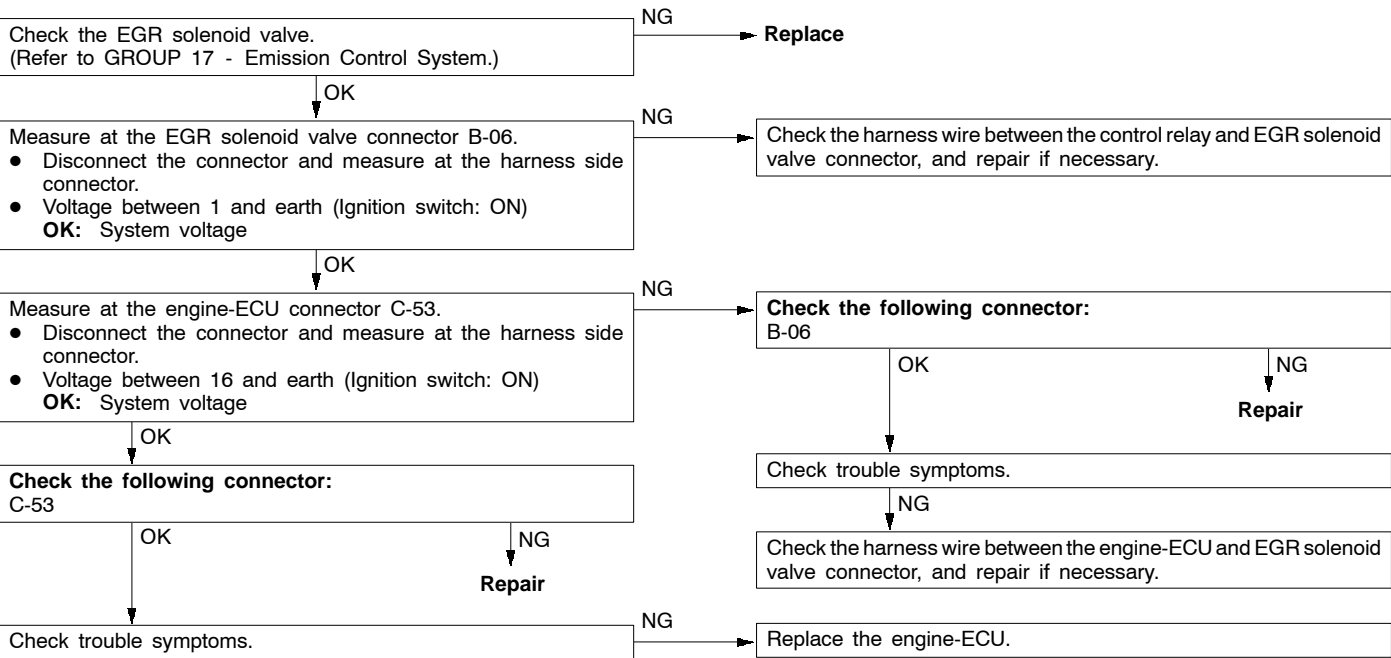 Check the EGR solenoid valve.
(Refer to GROUP 17 - Emission Control System.)
NG
Replace
OK
Measure at the EGR solenoid valve connector B-06.
● Disconnect the connector and measure at the harness side
connector.
● Voltage between 1 and earth (Ignition switch: ON)
OK: System voltage
NG
Check the harness wire between the control relay and EGR solenoid
valve connector, and repair if necessary.
OK
Measure at the engine-ECU connector C-53.
● Disconnect the connector and measure at the harness side
connector.
● Voltage between 16 and earth (Ignition switch: ON)
OK: System voltage
NG
Check the following connector:
B-06
OK
NG
Repair
Check trouble symptoms.
NG
Check the harness wire between the engine-ECU and EGR solenoid
valve connector, and repair if necessary.
OK
Check the following connector:
C-53
OK
NG
Repair
Check trouble symptoms.
NG
Replace the engine-ECU.